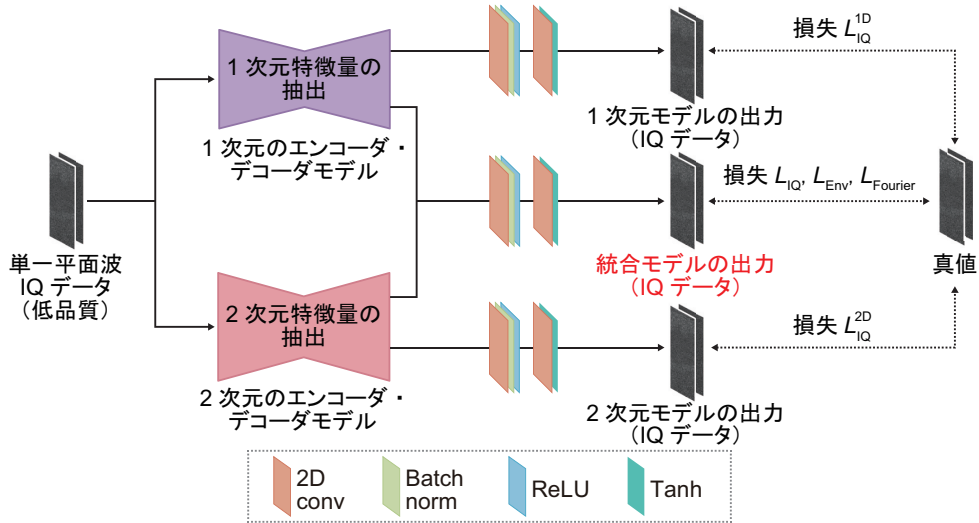 単一平面波
IQ データ
（低品質）
1 次元特徴量の
抽出
1 次元のエンコーダ・
デコーダモデル
2 次元特徴量の
抽出
2 次元のエンコーダ・
デコーダモデル
1 次元モデルの出力
（IQ データ）
統合モデルの出力
（IQ データ）
2 次元モデルの出力
（IQ データ）
損失 L_IQ^1D
損失 L_IQ, L_Env, L_Fourier
損失 L_IQ^2D
真値
2D
conv
Batch
norm
ReLU
Tanh